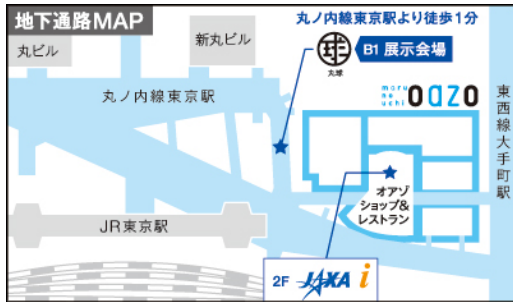 地下通路MAP
丸ノ内線東京駅より徒歩1分
丸ビル
新丸ビル
球
丸球
B1 展示会場
丸ノ内線東京駅
maru
no
uchi
OAZO
東西線大手町駅
オアゾ
ショップ&
レストラン
JR東京駅
2F JAXA i